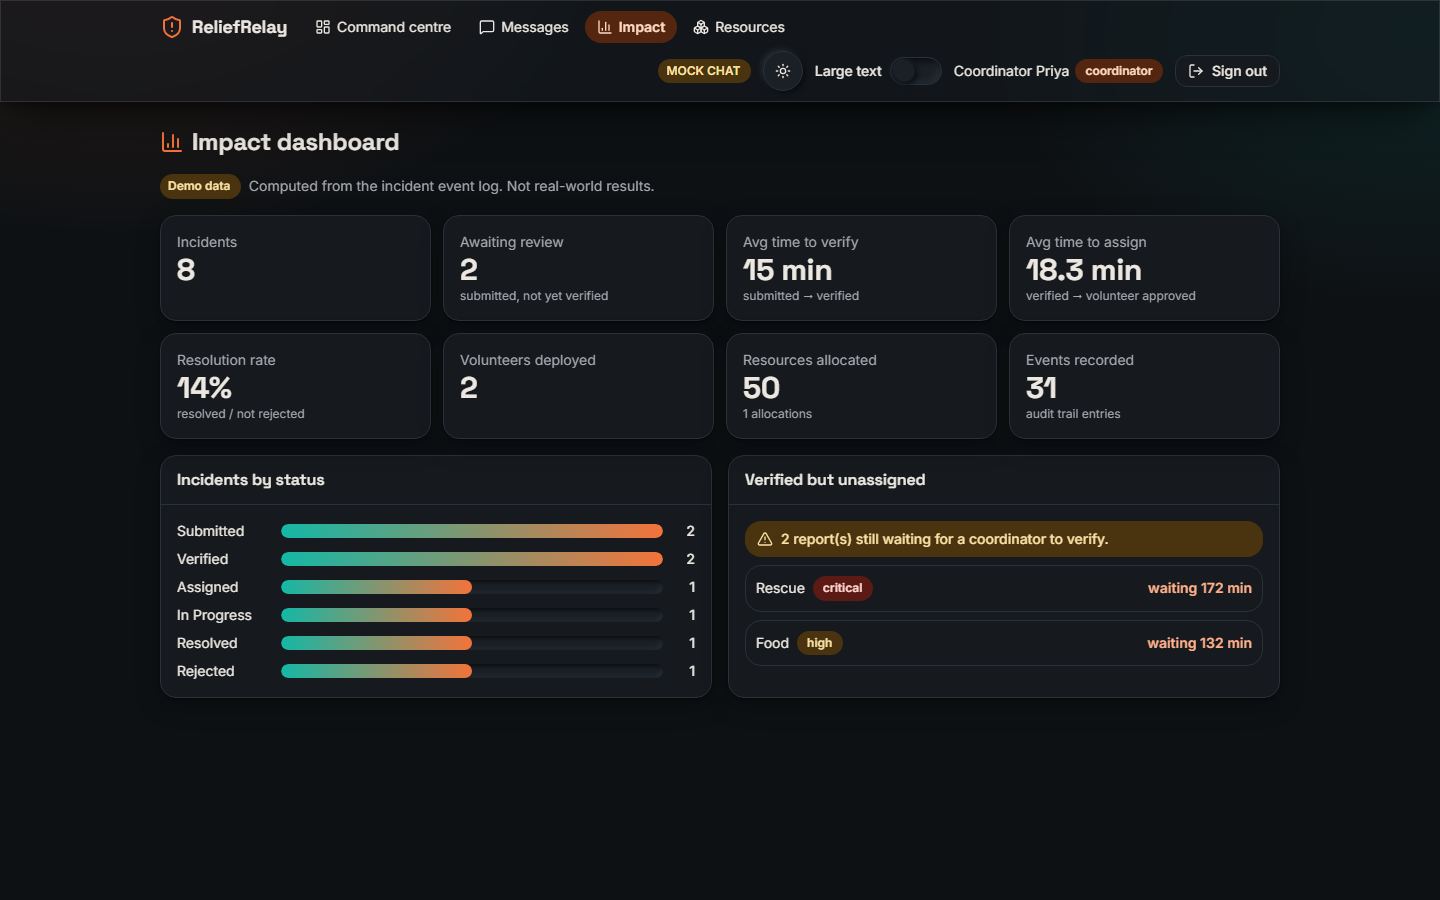 ReliefRelay Command centre Messages Impact Resources
MOCK CHAT Large text Coordinator Priya coordinator Sign out
Impact dashboard
Demo data Computed from the incident event log. Not real-world results.
Incidents
8
Awaiting review
2
submitted, not yet verified
Avg time to verify
15 min
submitted → verified
Avg time to assign
18.3 min
verified → volunteer approved
Resolution rate
14%
resolved / not rejected
Volunteers deployed
2
Resources allocated
50
1 allocations
Events recorded
31
audit trail entries
Incidents by status
Submitted 2
Verified 2
Assigned 1
In Progress 1
Resolved 1
Rejected 1
Verified but unassigned
2 report(s) still waiting for a coordinator to verify.
Rescue critical waiting 172 min
Food high waiting 132 min